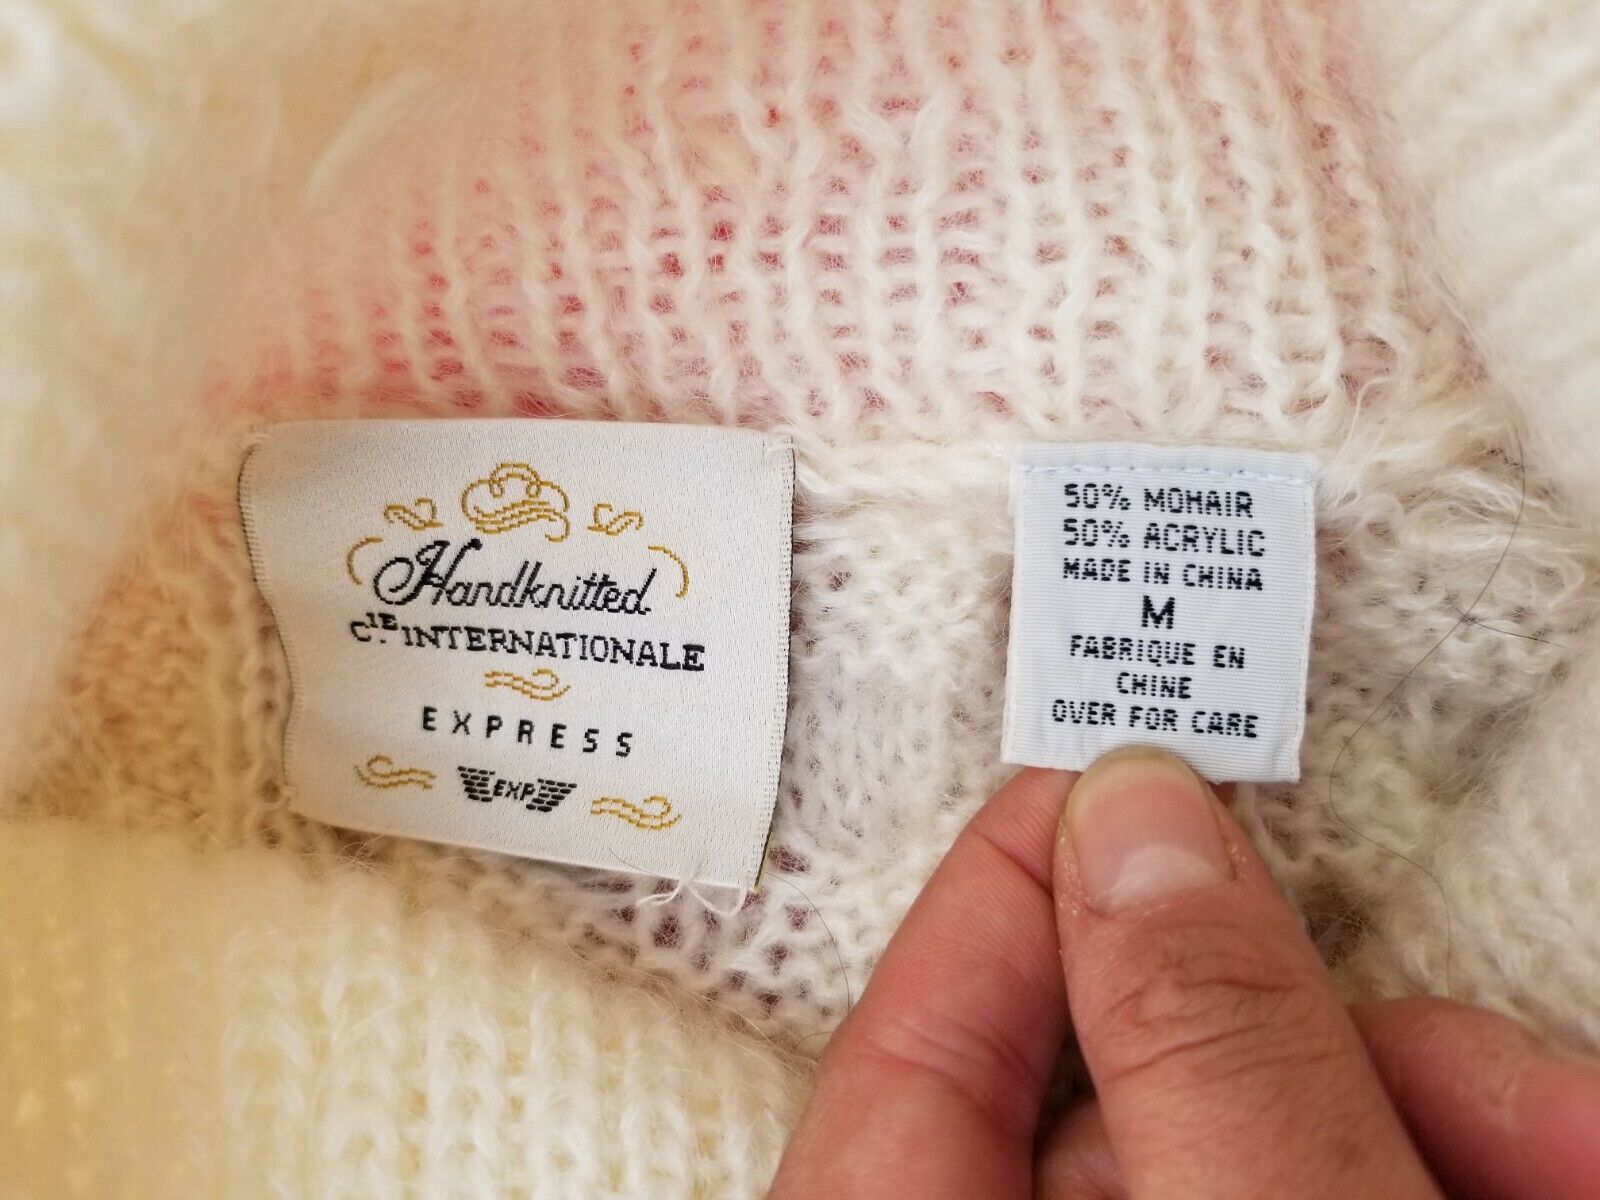 Handknitted
CIE. INTERNATIONALE
EXPRESS
EXP
50% MOHAIR
50% ACRYLIC
MADE IN CHINA
M
FABRIQUE EN
CHINE
OVER FOR CARE